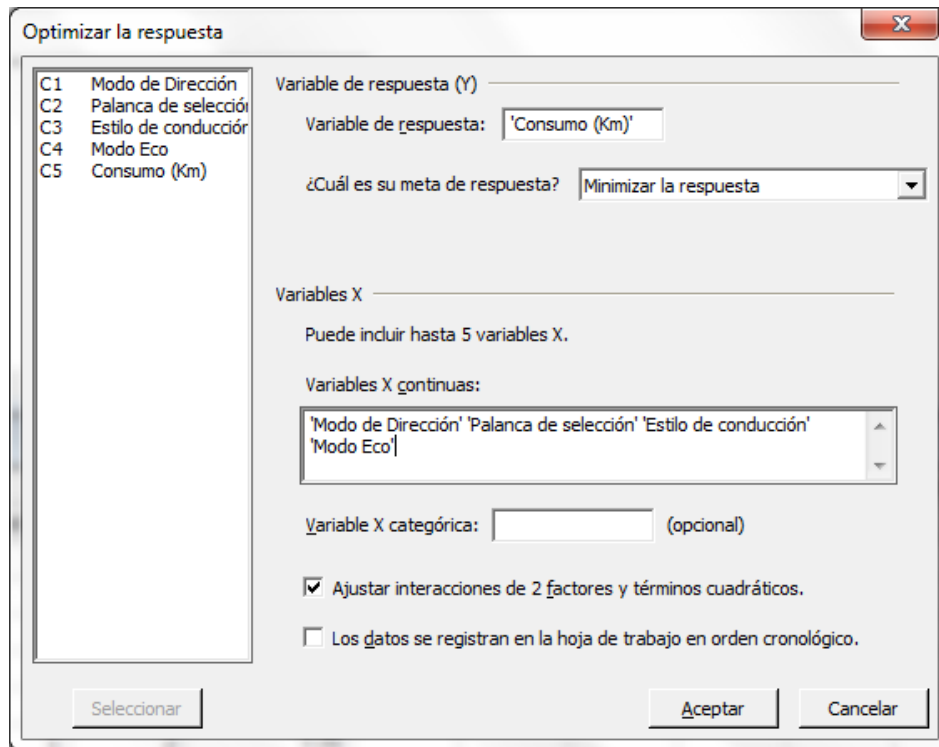 Optimizar la respuesta
C1 Modo de Dirección
C2 Palanca de selección
C3 Estilo de conducción
C4 Modo Eco
C5 Consumo (Km)
Variable de respuesta (Y)
Variable de respuesta: 'Consumo (Km)'
¿Cuál es su meta de respuesta? Minimizar la respuesta
Variables X
Puede incluir hasta 5 variables X.
Variables X continuas:
'Modo de Dirección' 'Palanca de selección' 'Estilo de conducción'
'Modo Eco'
Variable X categórica: (opcional)
Ajustar interacciones de 2 factores y términos cuadráticos.
Los datos se registran en la hoja de trabajo en orden cronológico.
Seleccionar Aceptar Cancelar